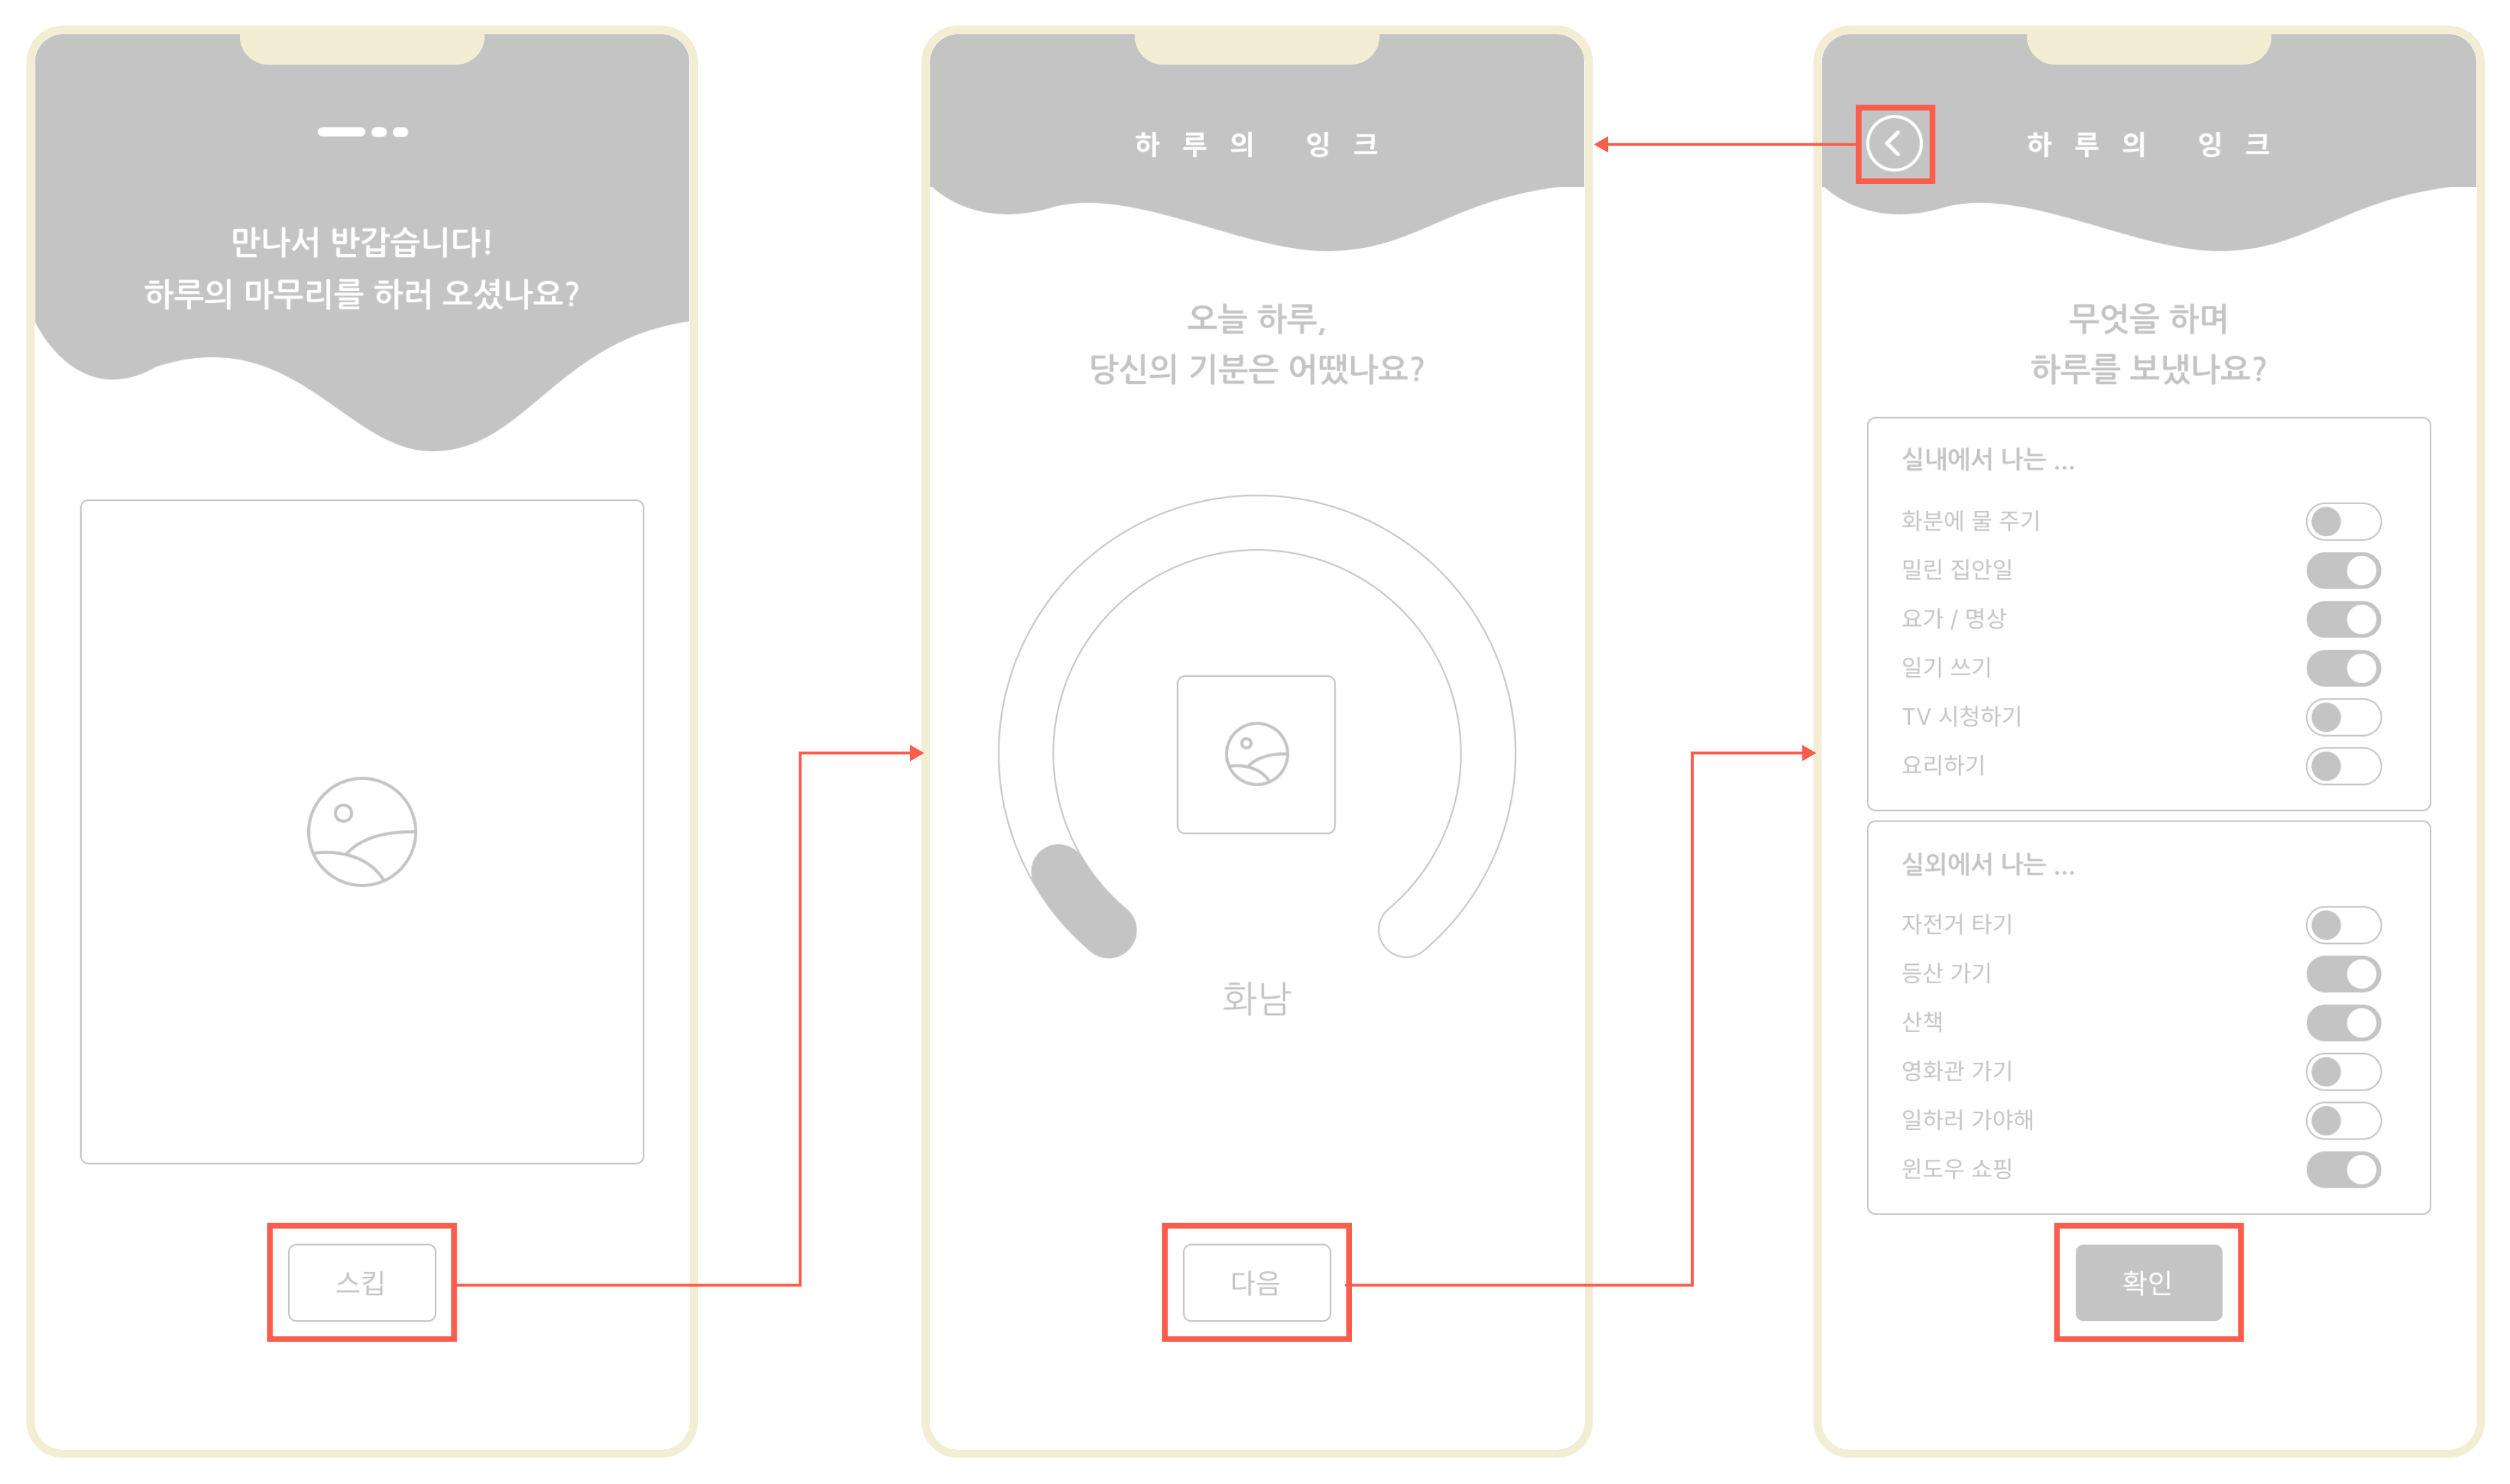 만나서 반갑습니다!
하루의 마무리를 하러 오셨나요?
스킵
하루의 잉크
오늘 하루,
당신의 기분은 어땠나요?
화남
다음
하루의 잉크
무엇을 하며
하루를 보냈나요?
실내에서 나는 ...
화분에 물 주기
밀린 집안일
요가 / 명상
일기 쓰기
TV 시청하기
요리하기
실외에서 나는 ...
자전거 타기
등산 가기
산책
영화관 가기
일하러 가야해
윈도우 쇼핑
확인